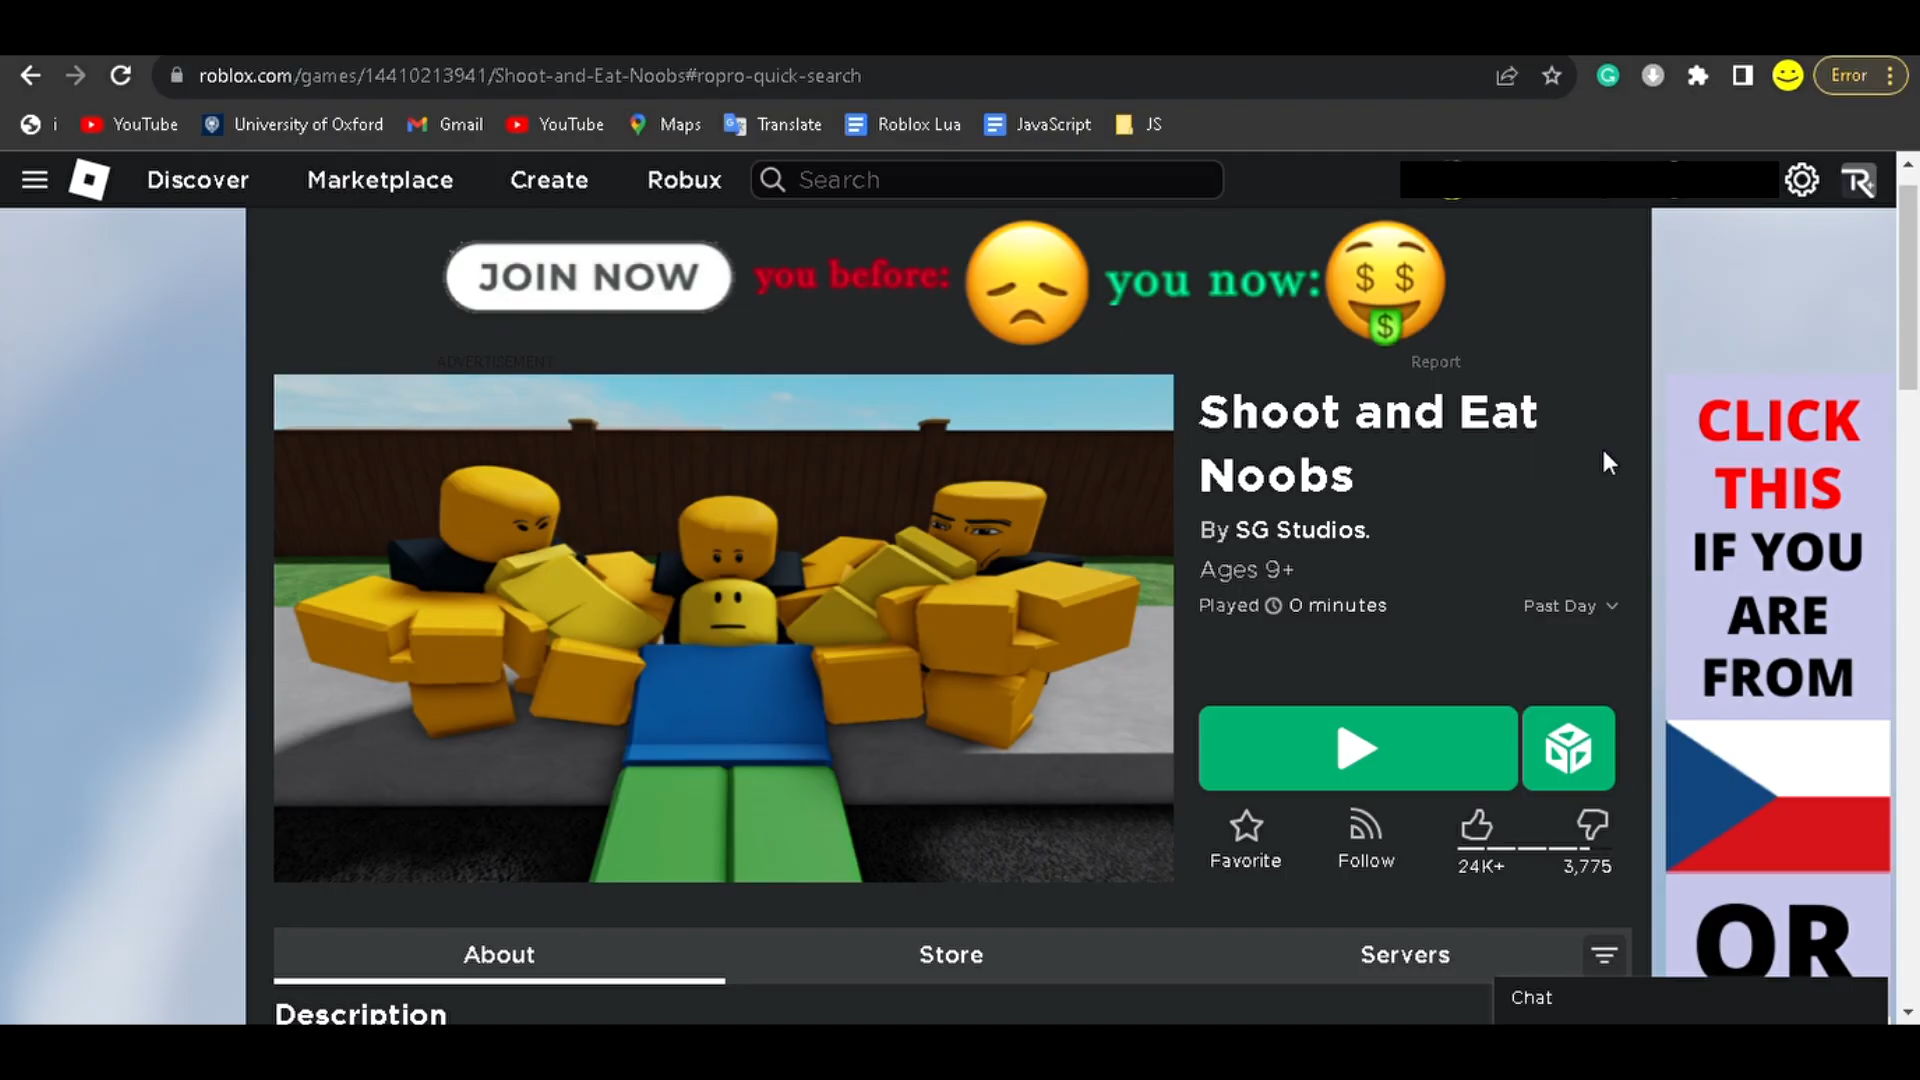 roblox.com/games/14410213941/Shoot-and-Eat-Noobs#ropro-quick-search
Error
i YouTube University of Oxford Gmail YouTube Maps Translate Roblox Lua JavaScript JS
Discover Marketplace Create Robux Search
JOIN NOW you before: you now:
ADVERTISEMENT Report
Shoot and Eat
Noobs
By SG Studios.
Ages 9+
Played 0 minutes Past Day
Favorite Follow 24K+ 3,775
About Store Servers
Description
Chat
CLICK
THIS
IF YOU
ARE
FROM
OR